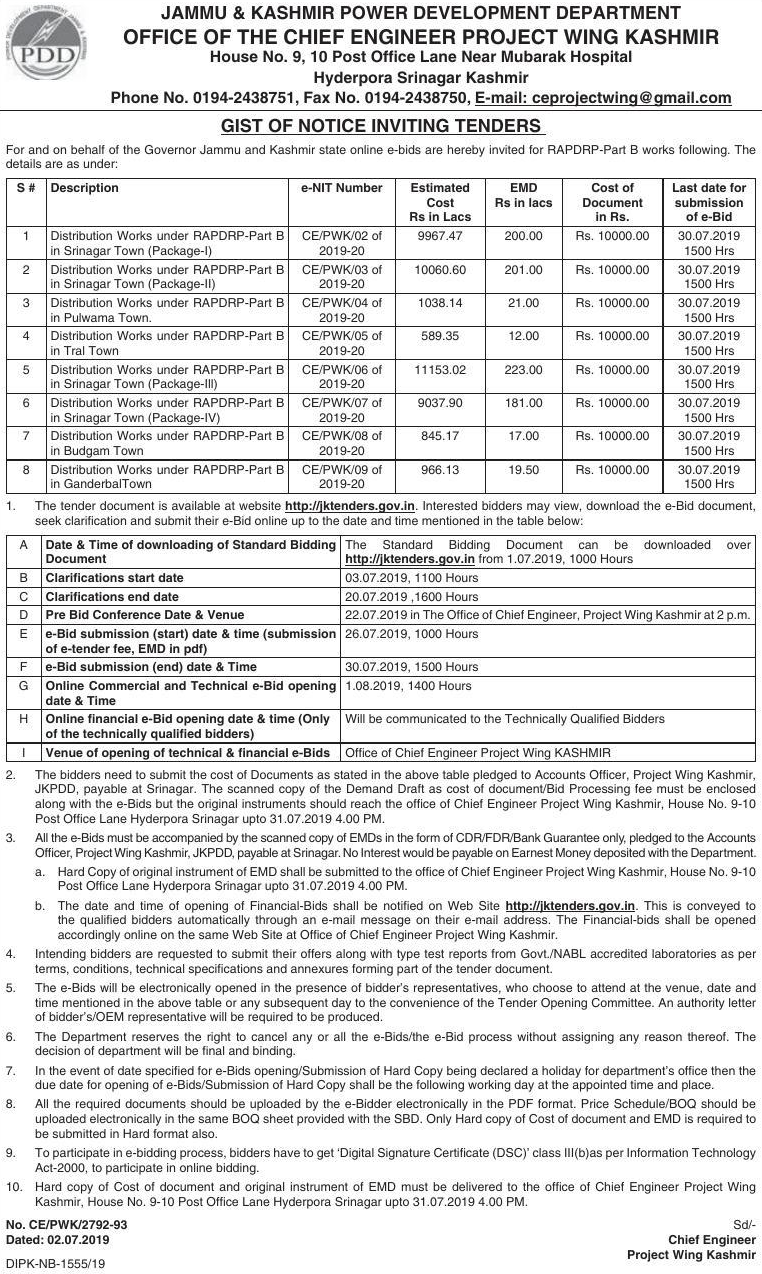 PDD
JAMMU & KASHMIR POWER DEVELOPMENT DEPARTMENT
OFFICE OF THE CHIEF ENGINEER PROJECT WING KASHMIR
House No. 9, 10 Post Office Lane Near Mubarak Hospital
Hyderpora Srinagar Kashmir
Phone No. 0194-2438751, Fax No. 0194-2438750, E-mail: ceprojectwing@gmail.com
GIST OF NOTICE INVITING TENDERS
For and on behalf of the Governor Jammu and Kashmir state online e-bids are hereby invited for RAPDRP-Part B works following. The
details are as under:
S # Description e-NIT Number Estimated EMD Cost of Last date for
Cost Rs in lacs Document submission
Rs in Lacs in Rs. of e-Bid
1 Distribution Works under RAPDRP-Part B CE/PWK/02 of 9967.47 200.00 Rs. 10000.00 30.07.2019
in Srinagar Town (Package-I) 2019-20 1500 Hrs
2 Distribution Works under RAPDRP-Part B CE/PWK/03 of 10060.60 201.00 Rs. 10000.00 30.07.2019
in Srinagar Town (Package-II) 2019-20 1500 Hrs
3 Distribution Works under RAPDRP-Part B CE/PWK/04 of 1038.14 21.00 Rs. 10000.00 30.07.2019
in Pulwama Town. 2019-20 1500 Hrs
4 Distribution Works under RAPDRP-Part B CE/PWK/05 of 589.35 12.00 Rs. 10000.00 30.07.2019
in Tral Town 2019-20 1500 Hrs
5 Distribution Works under RAPDRP-Part B CE/PWK/06 of 11153.02 223.00 Rs. 10000.00 30.07.2019
in Srinagar Town (Package-III) 2019-20 1500 Hrs
6 Distribution Works under RAPDRP-Part B CE/PWK/07 of 9037.90 181.00 Rs. 10000.00 30.07.2019
in Srinagar Town (Package-IV) 2019-20 1500 Hrs
7 Distribution Works under RAPDRP-Part B CE/PWK/08 of 845.17 17.00 Rs. 10000.00 30.07.2019
in Budgam Town 2019-20 1500 Hrs
8 Distribution Works under RAPDRP-Part B CE/PWK/09 of 966.13 19.50 Rs. 10000.00 30.07.2019
in GanderbalTown 2019-20 1500 Hrs
1. The tender document is available at website http://jktenders.gov.in. Interested bidders may view, download the e-Bid document,
seek clarification and submit their e-Bid online up to the date and time mentioned in the table below:
A Date & Time of downloading of Standard Bidding The Standard Bidding Document can be downloaded over
Document http://jktenders.gov.in from 1.07.2019, 1000 Hours
B Clarifications start date 03.07.2019, 1100 Hours
C Clarifications end date 20.07.2019 ,1600 Hours
D Pre Bid Conference Date & Venue 22.07.2019 in The Office of Chief Engineer, Project Wing Kashmir at 2 p.m.
E e-Bid submission (start) date & time (submission 26.07.2019, 1000 Hours
of e-tender fee, EMD in pdf)
F e-Bid submission (end) date & Time 30.07.2019, 1500 Hours
G Online Commercial and Technical e-Bid opening 1.08.2019, 1400 Hours
date & Time
H Online financial e-Bid opening date & time (Only Will be communicated to the Technically Qualified Bidders
of the technically qualified bidders)
I Venue of opening of technical & financial e-Bids Office of Chief Engineer Project Wing KASHMIR
2. The bidders need to submit the cost of Documents as stated in the above table pledged to Accounts Officer, Project Wing Kashmir,
JKPDD, payable at Srinagar. The scanned copy of the Demand Draft as cost of document/Bid Processing fee must be enclosed
along with the e-Bids but the original instruments should reach the office of Chief Engineer Project Wing Kashmir, House No. 9-10
Post Office Lane Hyderpora Srinagar upto 31.07.2019 4.00 PM.
3. All the e-Bids must be accompanied by the scanned copy of EMDs in the form of CDR/FDR/Bank Guarantee only, pledged to the Accounts
Officer, Project Wing Kashmir, JKPDD, payable at Srinagar. No Interest would be payable on Earnest Money deposited with the Department.
a. Hard Copy of original instrument of EMD shall be submitted to the office of Chief Engineer Project Wing Kashmir, House No. 9-10
Post Office Lane Hyderpora Srinagar upto 31.07.2019 4.00 PM.
b. The date and time of opening of Financial-Bids shall be notified on Web Site http://jktenders.gov.in. This is conveyed to
the qualified bidders automatically through an e-mail message on their e-mail address. The Financial-bids shall be opened
accordingly online on the same Web Site at Office of Chief Engineer Project Wing Kashmir.
4. Intending bidders are requested to submit their offers along with type test reports from Govt./NABL accredited laboratories as per
terms, conditions, technical specifications and annexures forming part of the tender document.
5. The e-Bids will be electronically opened in the presence of bidder's representatives, who choose to attend at the venue, date and
time mentioned in the above table or any subsequent day to the convenience of the Tender Opening Committee. An authority letter
of bidder's/OEM representative will be required to be produced.
6. The Department reserves the right to cancel any or all the e-Bids/the e-Bid process without assigning any reason thereof. The
decision of department will be final and binding.
7. In the event of date specified for e-Bids opening/Submission of Hard Copy being declared a holiday for department's office then the
due date for opening of e-Bids/Submission of Hard Copy shall be the following working day at the appointed time and place.
8. All the required documents should be uploaded by the e-Bidder electronically in the PDF format. Price Schedule/BOQ should be
uploaded electronically in the same BOQ sheet provided with the SBD. Only Hard copy of Cost of document and EMD is required to
be submitted in Hard format also.
9. To participate in e-bidding process, bidders have to get 'Digital Signature Certificate (DSC)' class III(b)as per Information Technology
Act-2000, to participate in online bidding.
10. Hard copy of Cost of document and original instrument of EMD must be delivered to the office of Chief Engineer Project Wing
Kashmir, House No. 9-10 Post Office Lane Hyderpora Srinagar upto 31.07.2019 4.00 PM.
No. CE/PWK/2792-93 Sd/-
Dated: 02.07.2019 Chief Engineer
Project Wing Kashmir
DIPK-NB-1555/19